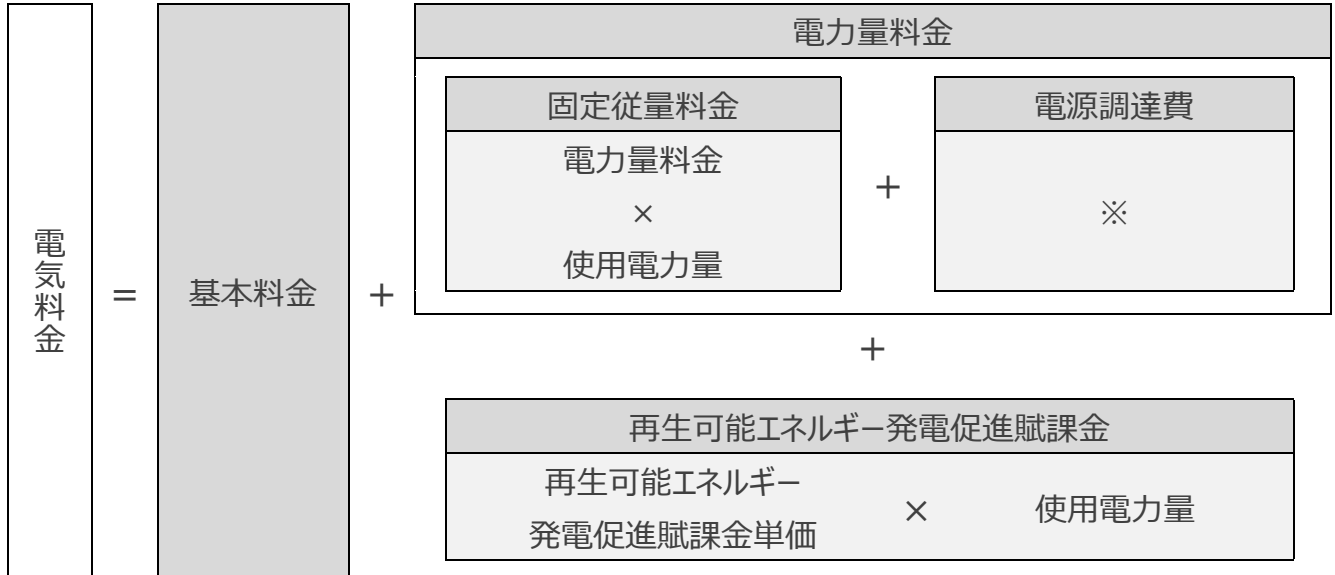 電気料金
＝
基本料金
＋
電力量料金
固定従量料金
電力量料金
×
使用電力量
＋
電源調達費
※
＋
再生可能エネルギー発電促進賦課金
再生可能エネルギー
発電促進賦課金単価
×
使用電力量